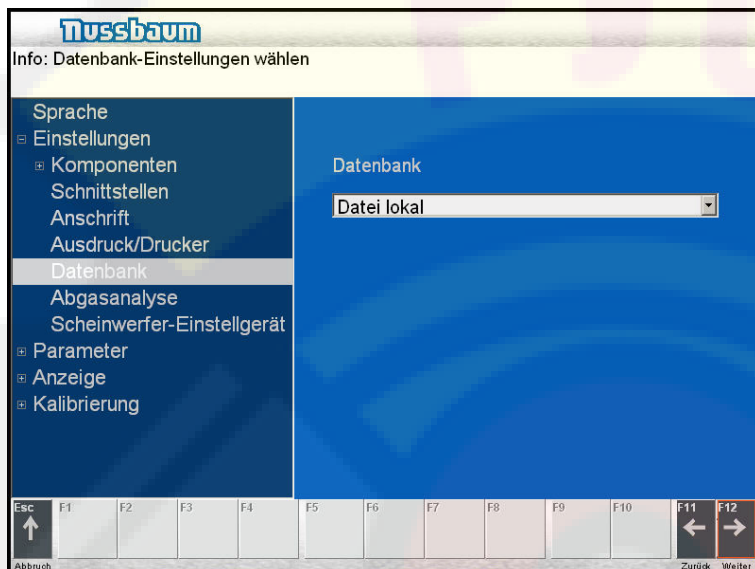 Nussbaum
Info: Datenbank-Einstellungen wählen
Sprache
Einstellungen
Komponenten
Schnittstellen
Anschrift
Ausdruck/Drucker
Datenbank
Abgasanalyse
Scheinwerfer-Einstellgerät
Parameter
Anzeige
Kalibrierung
Datenbank
Datei lokal
Esc F1 F2 F3 F4 F5 F6 F7 F8 F9 F10 F11 F12
Abbruch Zurück Weiter